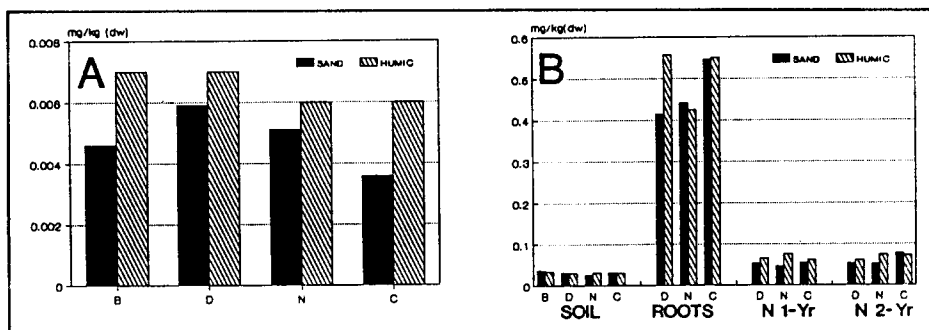 mg/kg (dw)
0.008
0.006
0.004
0.002
0
A
SAND HUMIC
B D N C
mg/kg(dw)
0.6
0.5
0.4
0.3
0.2
0.1
0
B
SAND HUMIC
B D N C D N C D N C D N C
SOIL ROOTS N 1-Yr N 2-Yr